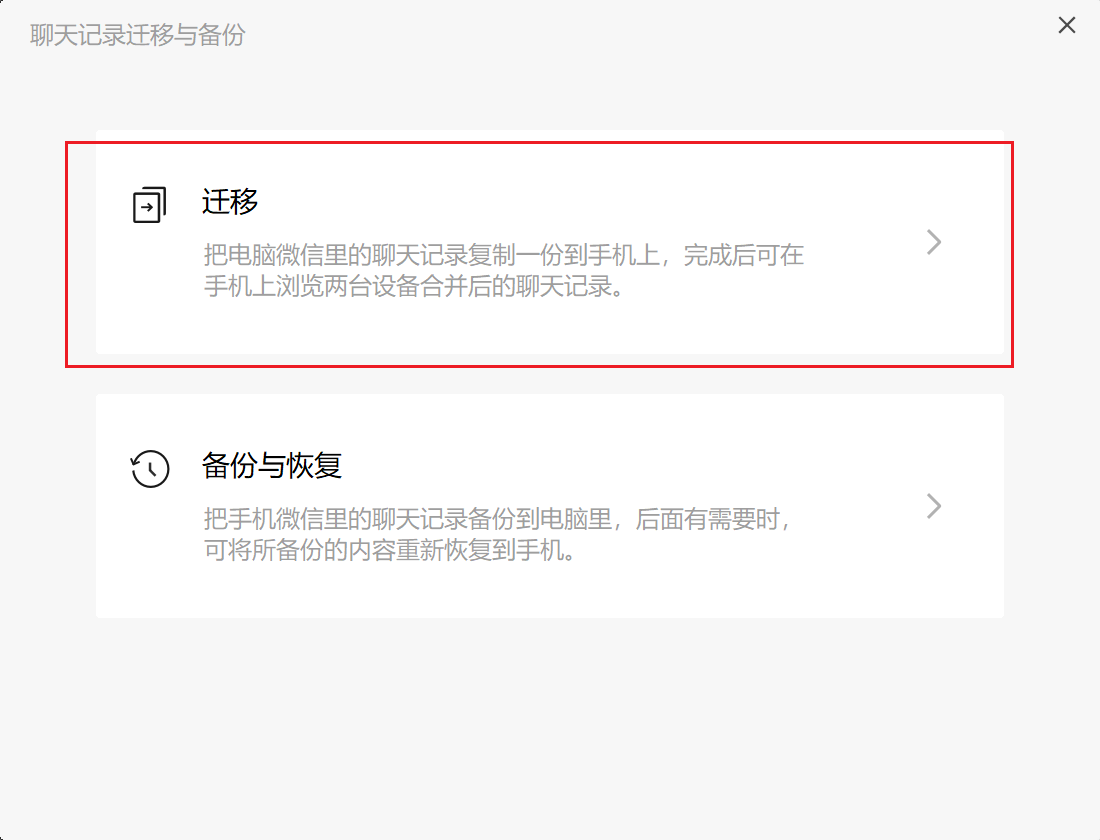 聊天记录迁移与备份
迁移
把电脑微信里的聊天记录复制一份到手机上，完成后可在
手机上浏览两台设备合并后的聊天记录。
备份与恢复
把手机微信里的聊天记录备份到电脑里，后面有需要时，
可将所备份的内容重新恢复到手机。